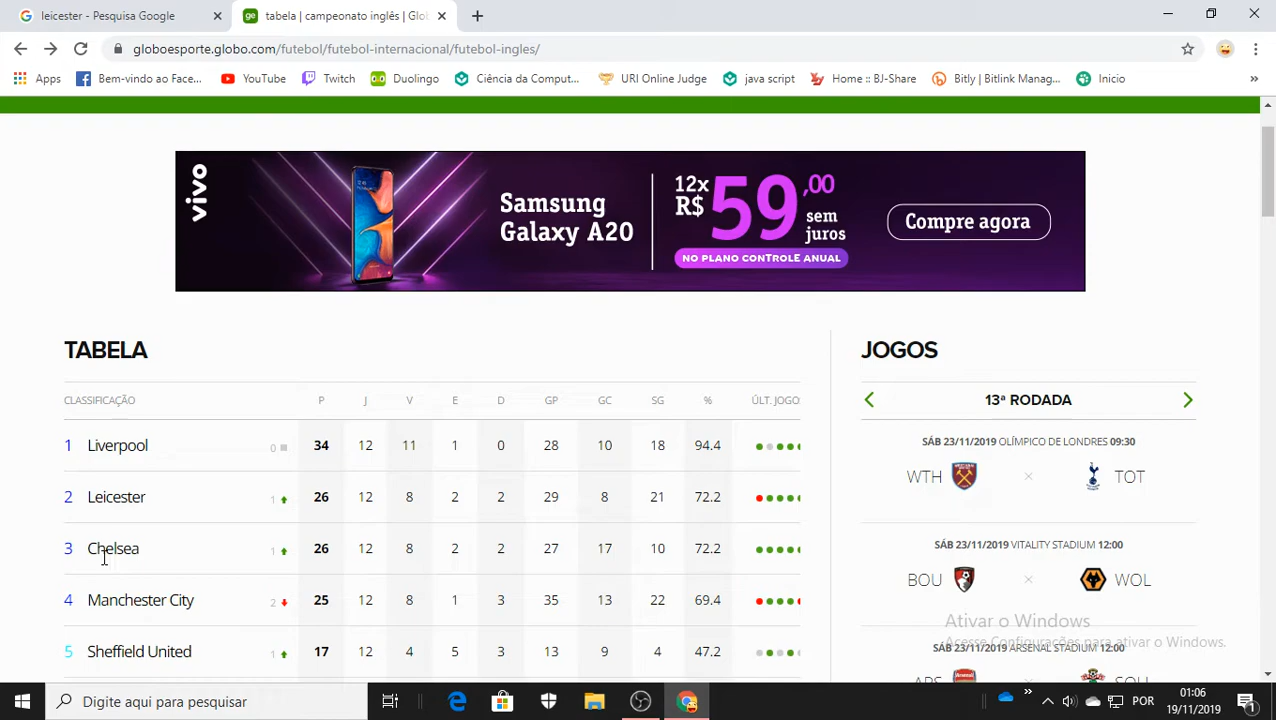 leicester - Pesquisa Google
ge tabela | campeonato inglês | Glo
globoesporte.globo.com/futebol/futebol-internacional/futebol-ingles/
Apps Bem-vindo ao Face... YouTube Twitch Duolingo Ciência da Comput... URI Online Judge java script Home :: BJ-Share Bitly | Bitlink Manag... Inicio »
vivo
Samsung
Galaxy A20
12x
R$ 59,00
sem
juros
NO PLANO CONTROLE ANUAL
Compre agora
TABELA
CLASSIFICAÇÃO P J V E D GP GC SG % ÚLT. JOGO
1 Liverpool 0 34 12 11 1 0 28 10 18 94.4
2 Leicester 1 26 12 8 2 2 29 8 21 72.2
3 Chelsea 1 26 12 8 2 2 27 17 10 72.2
4 Manchester City 2 25 12 8 1 3 35 13 22 69.4
5 Sheffield United 1 17 12 4 5 3 13 9 4 47.2
JOGOS
13ª RODADA
SÁB 23/11/2019 OLÍMPICO DE LONDRES 09:30
WTH × TOT
SÁB 23/11/2019 VITALITY STADIUM 12:00
BOU × WOL
Ativar o Windows
Acesse Configurações para ativar o Windows.
SÁB 23/11/2019 ARSENAL STADIUM 12:00
ARS SOU
Digite aqui para pesquisar
» POR
01:06
19/11/2019
1